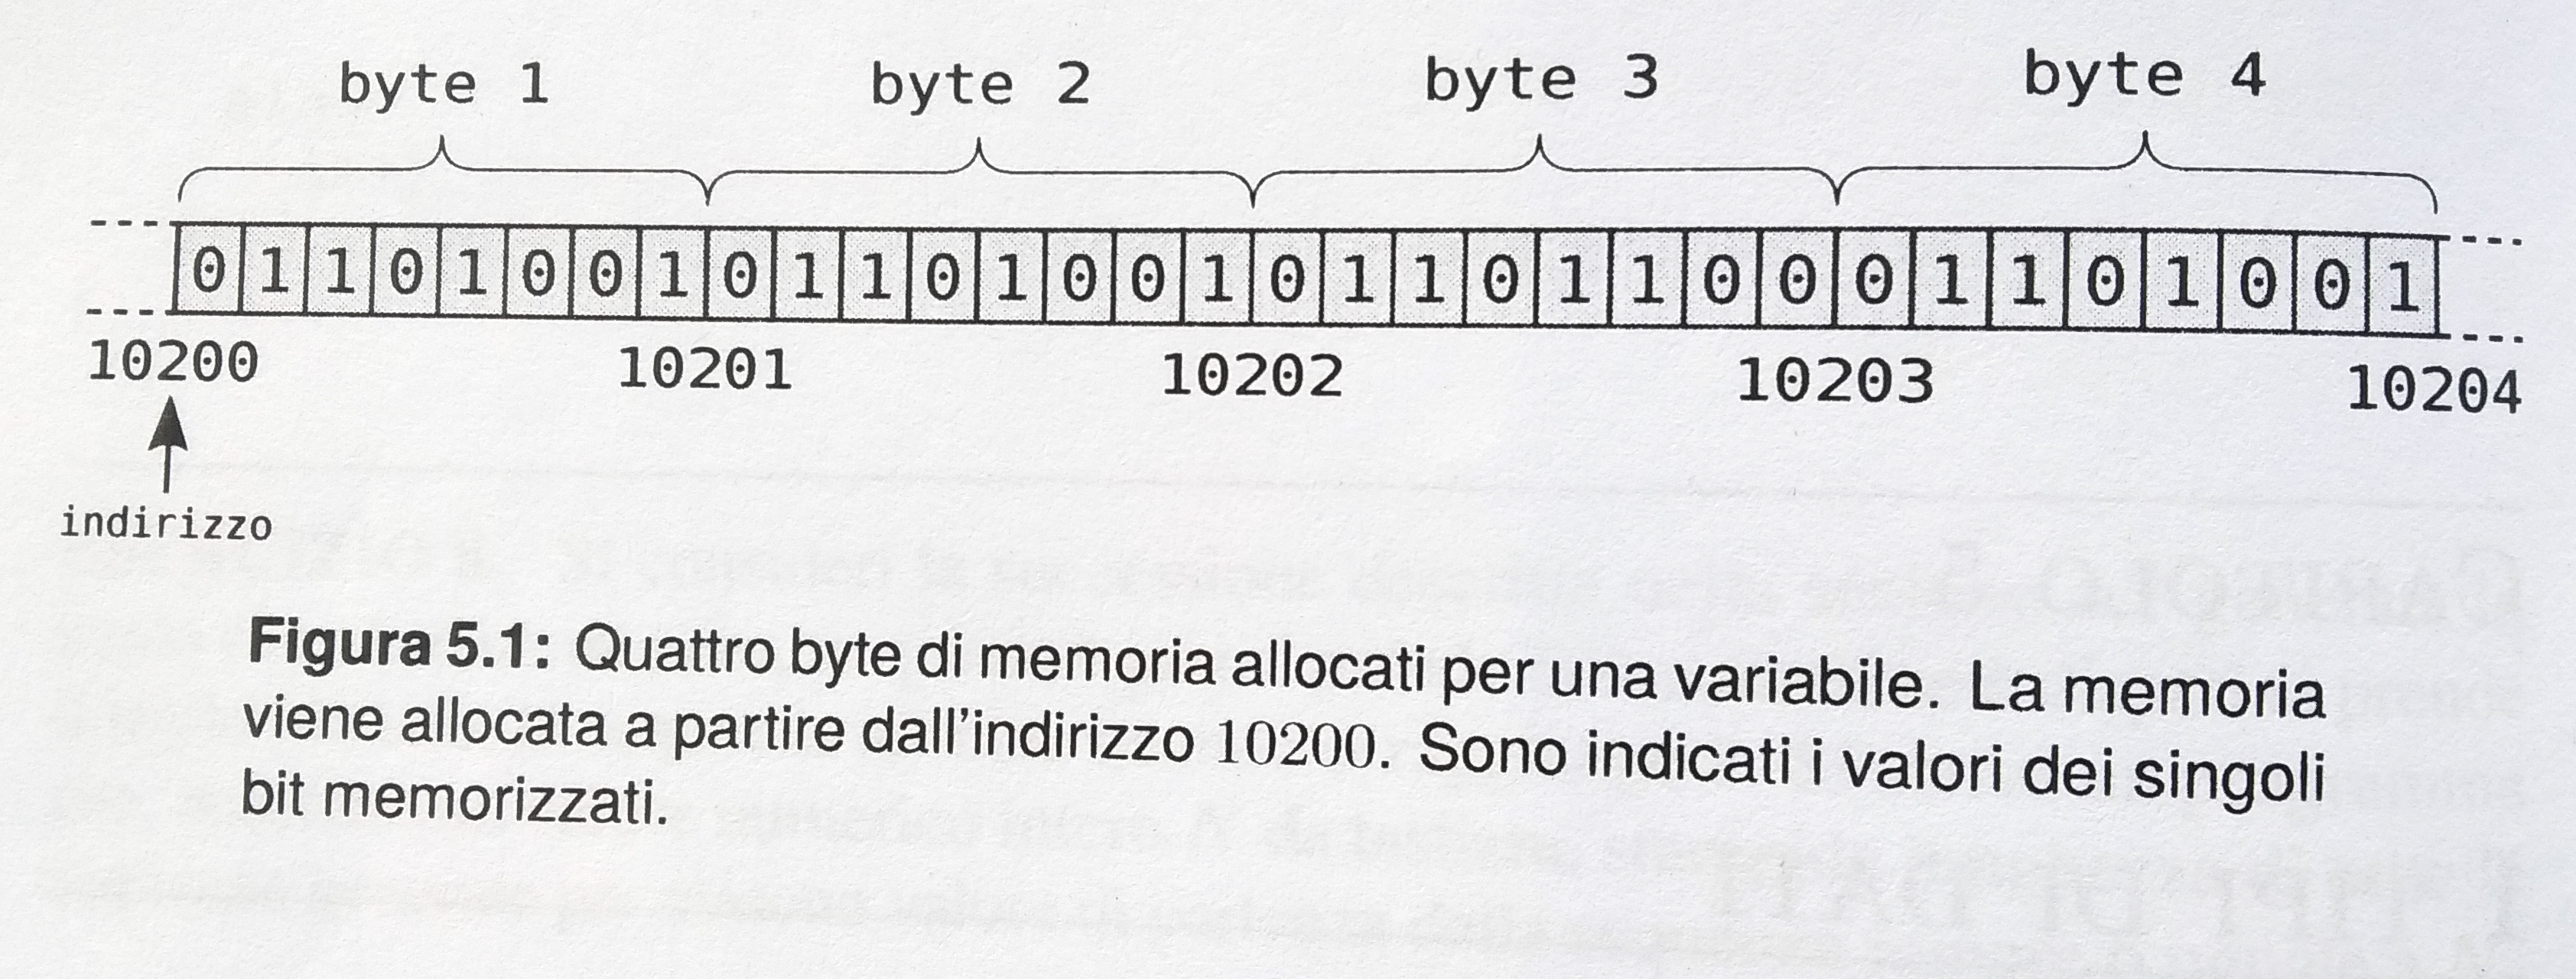 byte 1 byte 2 byte 3 byte 4
0 1 1 0 1 0 0 1 0 1 1 0 1 0 0 1 0 1 1 0 1 1 0 0 0 1 1 0 1 0 0 1
10200 10201 10202 10203 10204
indirizzo
Figura 5.1: Quattro byte di memoria allocati per una variabile. La memoria
viene allocata a partire dall'indirizzo 10200. Sono indicati i valori dei singoli
bit memorizzati.